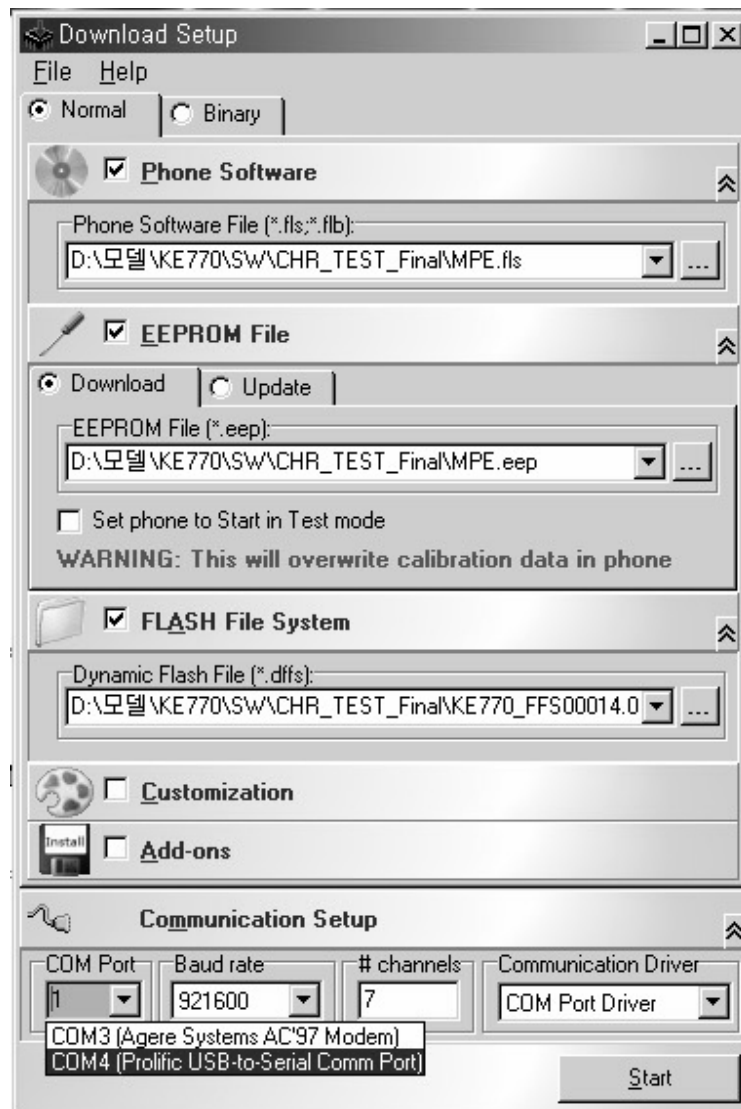 Download Setup
File Help
Normal Binary
Phone Software
Phone Software File (*.fls;*.flb):
D:\모델\KE770\SW\CHR_TEST_Final\MPE.fls
...
EEPROM File
Download Update
EEPROM File (*.eep):
D:\모델\KE770\SW\CHR_TEST_Final\MPE.eep
...
Set phone to Start in Test mode
WARNING: This will overwrite calibration data in phone
FLASH File System
Dynamic Flash File (*.dffs):
D:\모델\KE770\SW\CHR_TEST_Final\KE770_FFS00014.0
...
Customization
Install
Add-ons
Communication Setup
COM Port Baud rate # channels Communication Driver
1 921600 7 COM Port Driver
COM3 (Agere Systems AC'97 Modem)
COM4 (Prolific USB-to-Serial Comm Port)
Start